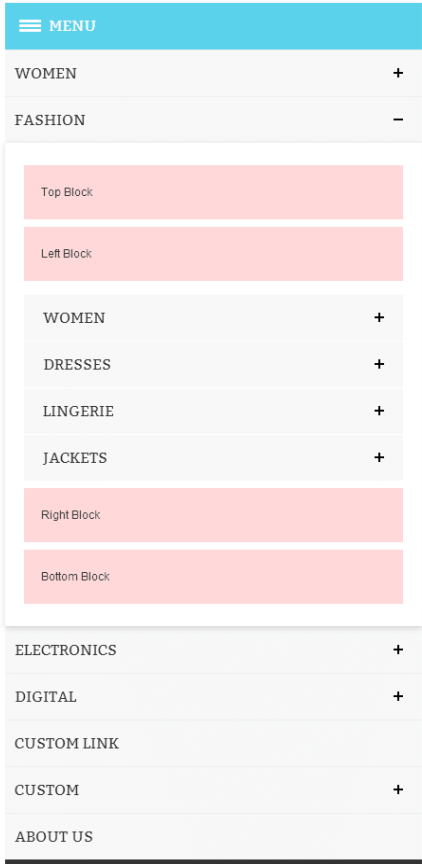 MENU
WOMEN
FASHION
Top Block
Left Block
WOMEN
DRESSES
LINGERIE
JACKETS
Right Block
Bottom Block
ELECTRONICS
DIGITAL
CUSTOM LINK
CUSTOM
ABOUT US